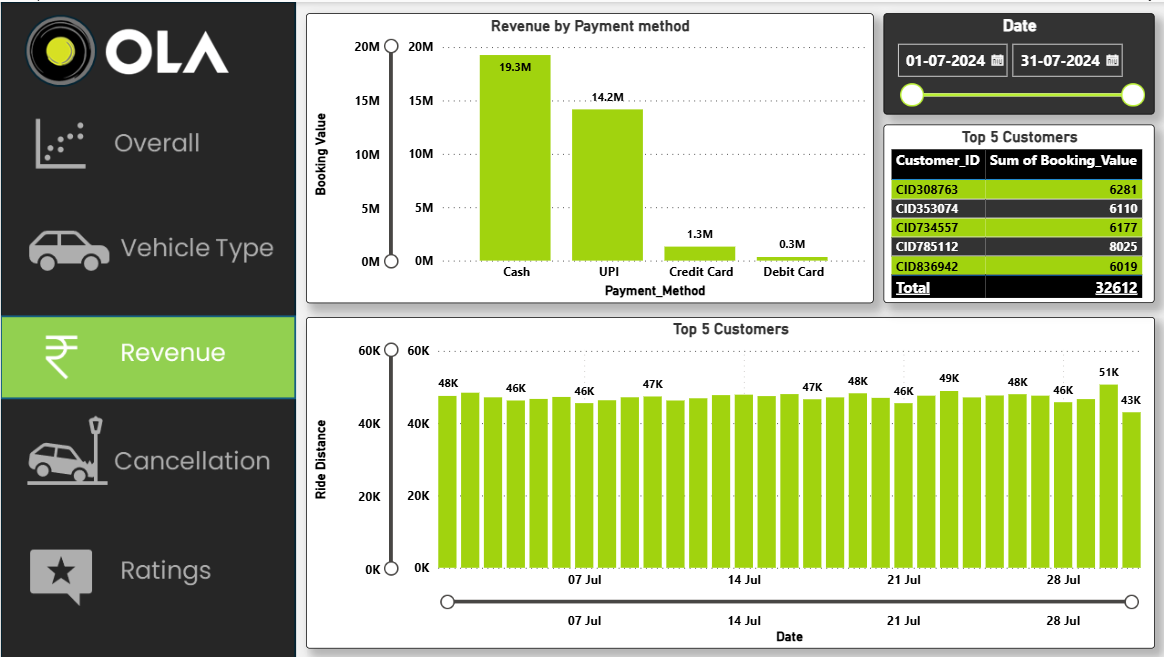 OLA
Overall
Vehicle Type
Revenue
Cancellation
Ratings
Revenue by Payment method
Booking Value
20M
15M
10M
5M
0M
20M
15M
10M
5M
0M
19.3M
14.2M
1.3M
0.3M
Cash UPI Credit Card Debit Card
Payment_Method
Date
01-07-2024 31-07-2024
Top 5 Customers
Customer_ID Sum of Booking_Value
CID308763 6281
CID353074 6110
CID734557 6177
CID785112 8025
CID836942 6019
Total 32612
Top 5 Customers
Ride Distance
60K
40K
20K
0K
60K
40K
20K
0K
48K 46K 46K 47K 47K 48K 46K 49K 48K 46K 51K 43K
07 Jul 14 Jul 21 Jul 28 Jul
07 Jul 14 Jul 21 Jul 28 Jul
Date